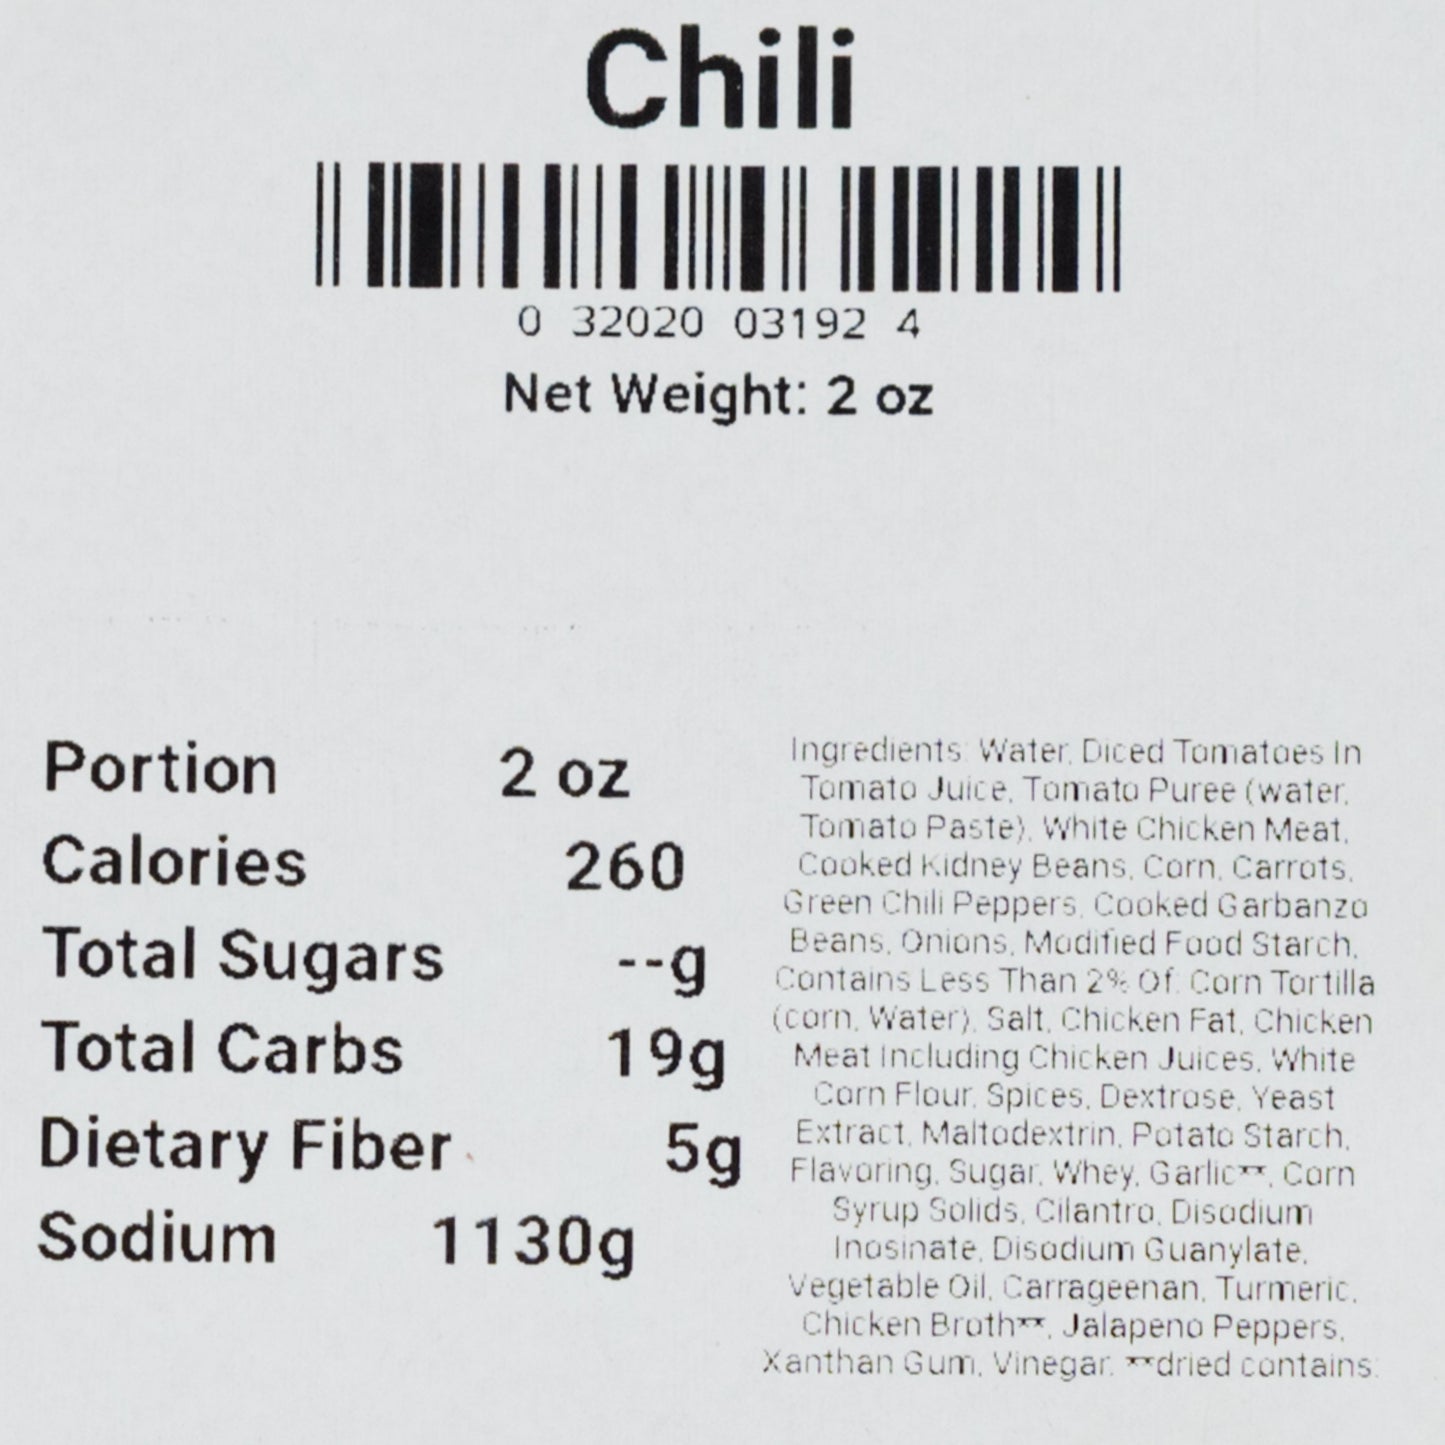 Chili
0 32020 03192 4
Net Weight: 2 oz
Portion 2 oz
Calories 260
Total Sugars --g
Total Carbs 19g
Dietary Fiber 5g
Sodium 1130g
Ingredients: Water, Diced Tomatoes In
Tomato Juice, Tomato Puree (water,
Tomato Paste), White Chicken Meat,
Cooked Kidney Beans, Corn, Carrots,
Green Chili Peppers, Cooked Garbanzo
Beans, Onions, Modified Food Starch,
Contains Less Than 2% Of: Corn Tortilla
(corn, Water), Salt, Chicken Fat, Chicken
Meat Including Chicken Juices, White
Corn Flour, Spices, Dextrose, Yeast
Extract, Maltodextrin, Potato Starch,
Flavoring, Sugar, Whey, Garlic**, Corn
Syrup Solids, Cilantro, Disodium
Inosinate, Disodium Guanylate,
Vegetable Oil, Carrageenan, Turmeric,
Chicken Broth**, Jalapeno Peppers,
Xanthan Gum, Vinegar. **dried contains: